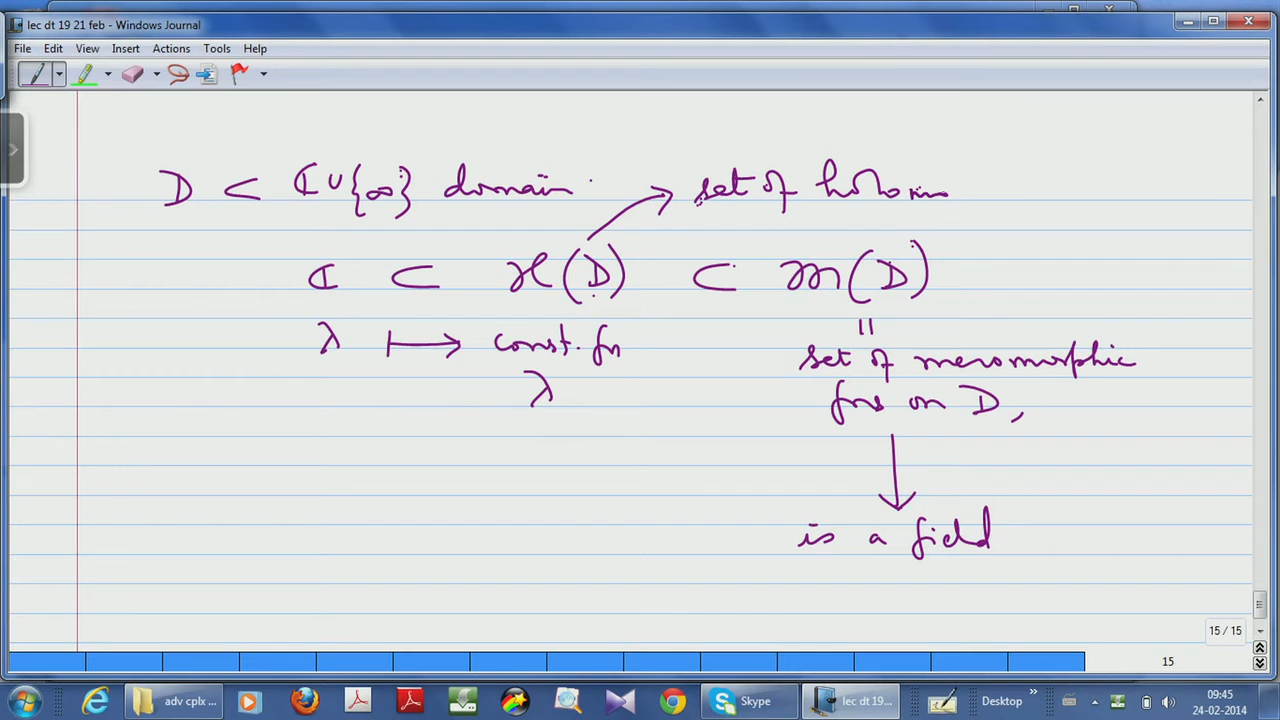 lec dt 19 21 feb - Windows Journal
File Edit View Insert Actions Tools Help
D ⊂ ℂ ∪ {∞} domain. → set of holom
ℂ ⊂ H(D) ⊂ M(D)
λ ↦ const. fn
λ
||
set of meromorphic
fns on D,
↓
is a field
15 / 15
15
adv cplx ...
Skype
lec dt 19...
Desktop
09:45
24-02-2014